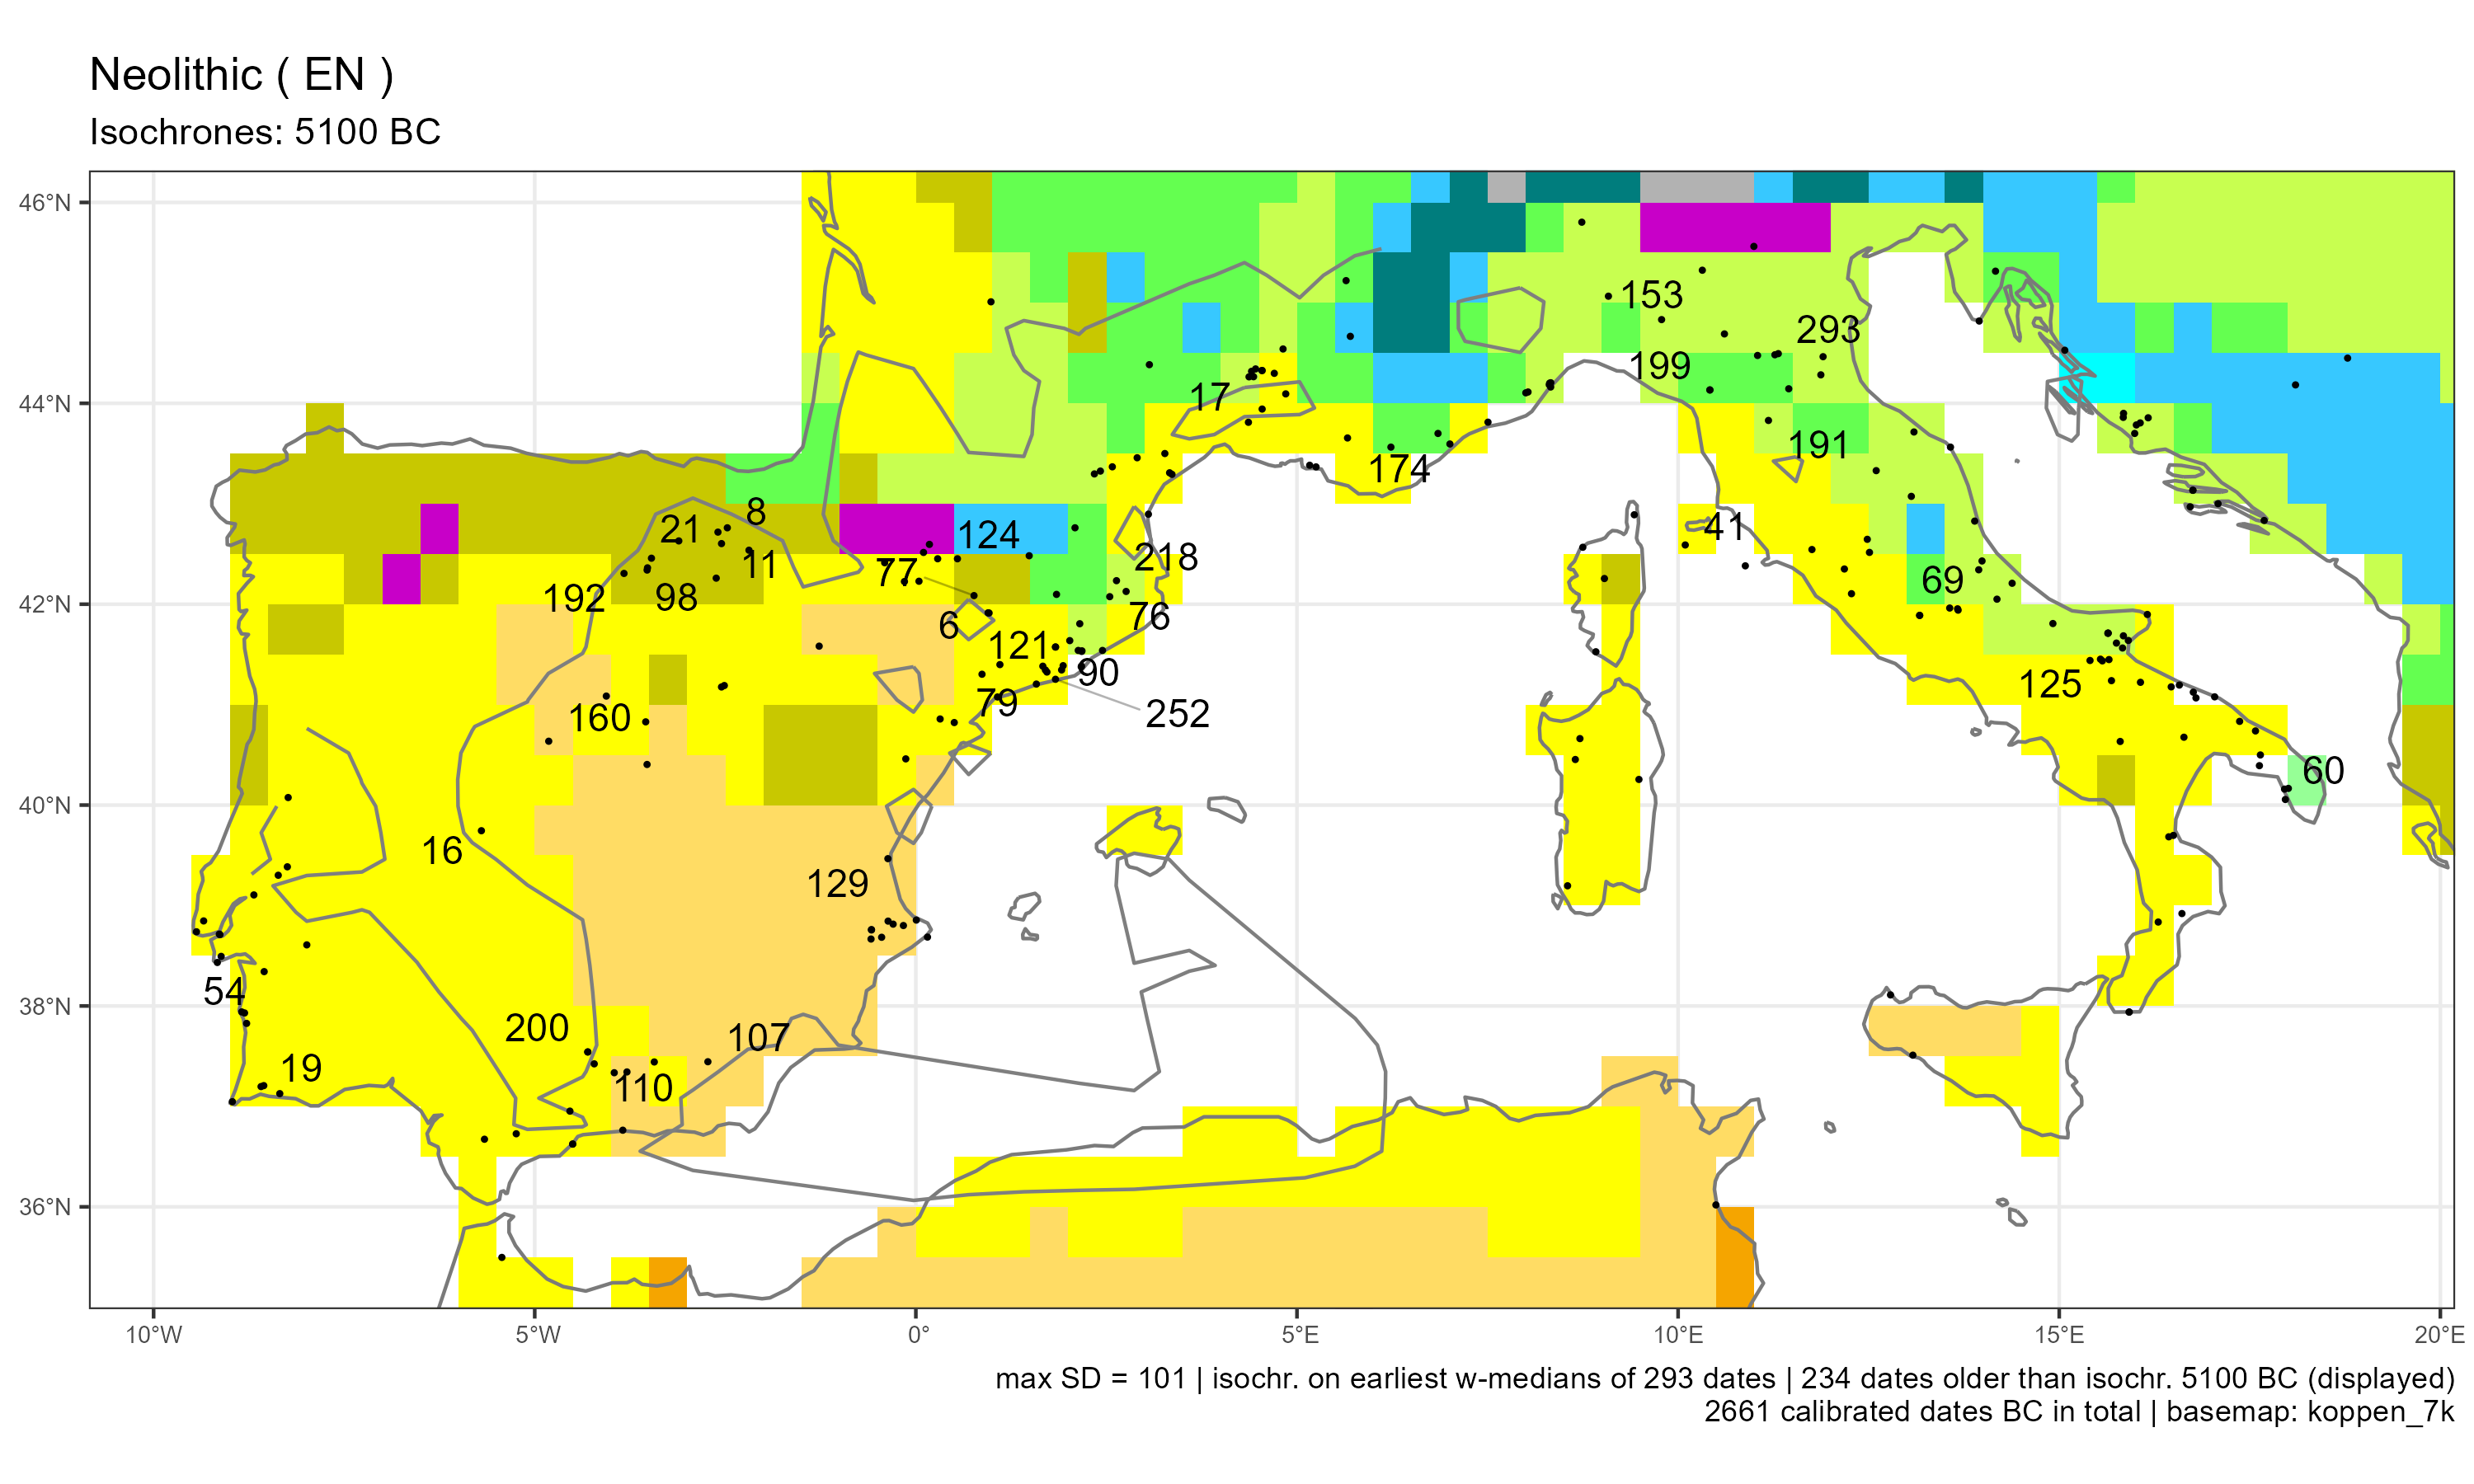 Neolithic ( EN )
Isochrones: 5100 BC
46°N
44°N
42°N
40°N
38°N
36°N
153
293
199
17
191
174
8
21
124
41
11
77
218
192
98
69
6
76
121
90
125
79
252
160
60
16
129
54
200
107
19
110
10°W
5°W
0°
5°E
10°E
15°E
20°E
max SD = 101 | isochr. on earliest w-medians of 293 dates | 234 dates older than isochr. 5100 BC (displayed)
2661 calibrated dates BC in total | basemap: koppen_7k